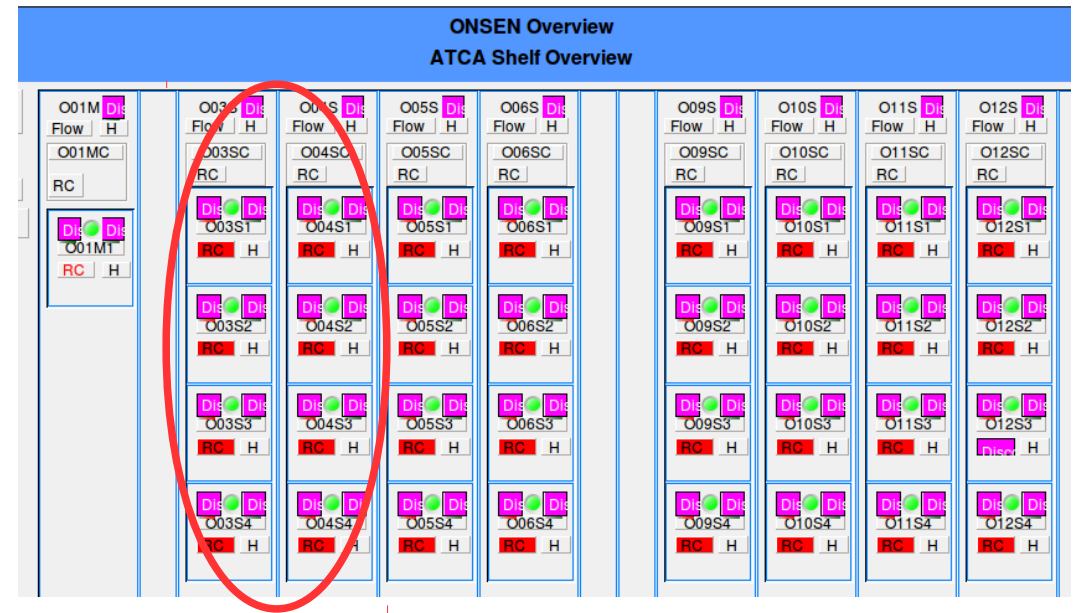 ONSEN Overview
ATCA Shelf Overview
O01M Dis O03S Dis O04S Dis O05S Dis O06S Dis O09S Dis O10S Dis O11S Dis O12S Dis
Flow H Flow H Flow H Flow H Flow H Flow H Flow H Flow H Flow H
O01MC O03SC O04SC O05SC O06SC O09SC O10SC O11SC O12SC
RC RC RC RC RC RC RC RC RC
Dis Dis Dis Dis Dis Dis Dis Dis Dis Dis Dis Dis Dis Dis Dis Dis Dis Dis
O01M1 O03S1 O04S1 O05S1 O06S1 O09S1 O10S1 O11S1 O12S1
RC H RC H RC H RC H RC H RC H RC H RC H RC H
Dis Dis Dis Dis Dis Dis Dis Dis Dis Dis Dis Dis Dis Dis Dis Dis
O03S2 O04S2 O05S2 O06S2 O09S2 O10S2 O11S2 O12S2
RC H RC H RC H RC H RC H RC H RC H RC H
Dis Dis Dis Dis Dis Dis Dis Dis Dis Dis Dis Dis Dis Dis Dis Dis
O03S3 O04S3 O05S3 O06S3 O09S3 O10S3 O11S3 O12S3
RC H RC H RC H RC H RC H RC H RC H Disc H
Dis Dis Dis Dis Dis Dis Dis Dis Dis Dis Dis Dis Dis Dis Dis Dis
O03S4 O04S4 O05S4 O06S4 O09S4 O10S4 O11S4 O12S4
RC H RC H RC H RC H RC H RC H RC H RC H